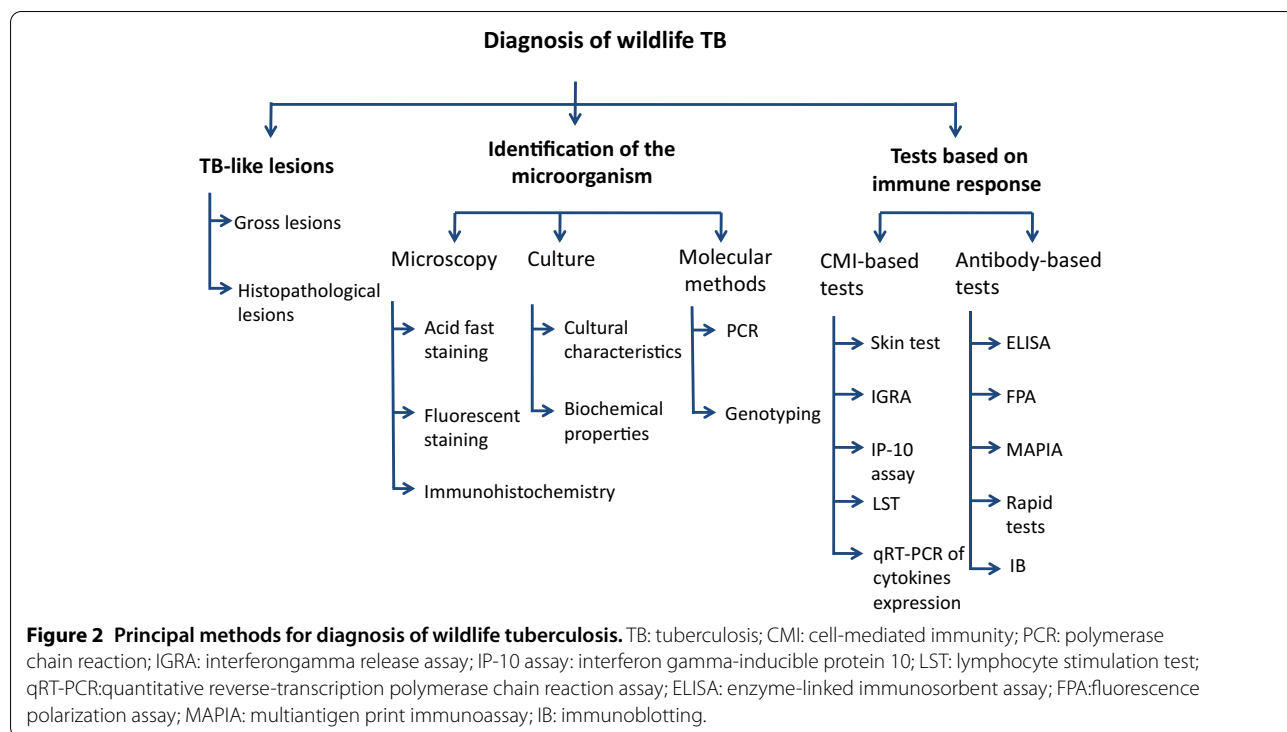 Diagnosis of wildlife TB
TB-like lesions
Gross lesions
Histopathological
lesions
Identification of the
microorganism
Microscopy
Acid fast
staining
Fluorescent
staining
Immunohistochemistry
Culture
Cultural
characteristics
Biochemical
properties
Molecular
methods
PCR
Genotyping
Tests based on
immune response
CMI-based
tests
Skin test
IGRA
IP-10
assay
LST
qRT-PCR of
cytokines
expression
Antibody-based
tests
ELISA
FPA
MAPIA
Rapid
tests
IB
Figure 2 Principal methods for diagnosis of wildlife tuberculosis. TB: tuberculosis; CMI: cell-mediated immunity; PCR: polymerase
chain reaction; IGRA: interferongamma release assay; IP-10 assay: interferon gamma-inducible protein 10; LST: lymphocyte stimulation test;
qRT-PCR:quantitative reverse-transcription polymerase chain reaction assay; ELISA: enzyme-linked immunosorbent assay; FPA:fluorescence
polarization assay; MAPIA: multiantigen print immunoassay; IB: immunoblotting.